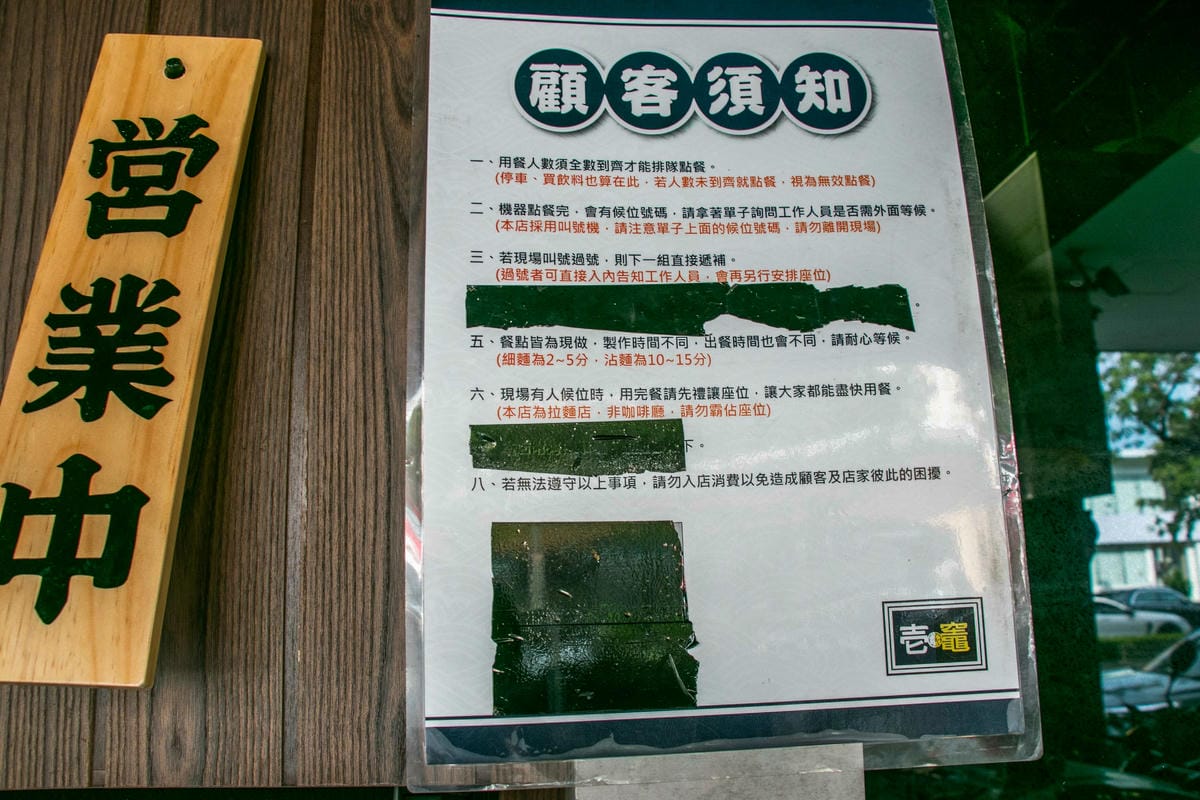 営業中
顧客須知
一、用餐人數須全數到齊才能排隊點餐。
(停車、買飲料也算在此，若人數未到齊就點餐，視為無效點餐)
二、機器點餐完，會有候位號碼，請拿著單子詢問工作人員是否需外面等候。
(本店採用叫號機，請注意單子上面的候位號碼，請勿離開現場)
三、若現場叫號過號，則下一組直接遞補。
(過號者可直接入內告知工作人員，會再另行安排座位)
五、餐點皆為現做，製作時間不同，出餐時間也會不同，請耐心等候。
(細麵為2~5分，沾麵為10~15分)
六、現場有人候位時，用完餐請先禮讓座位，讓大家都能盡快用餐。
(本店為拉麵店，非咖啡廳，請勿霸佔座位)
下。
八、若無法遵守以上事項，請勿入店消費以免造成顧客及店家彼此的困擾。
壱竈